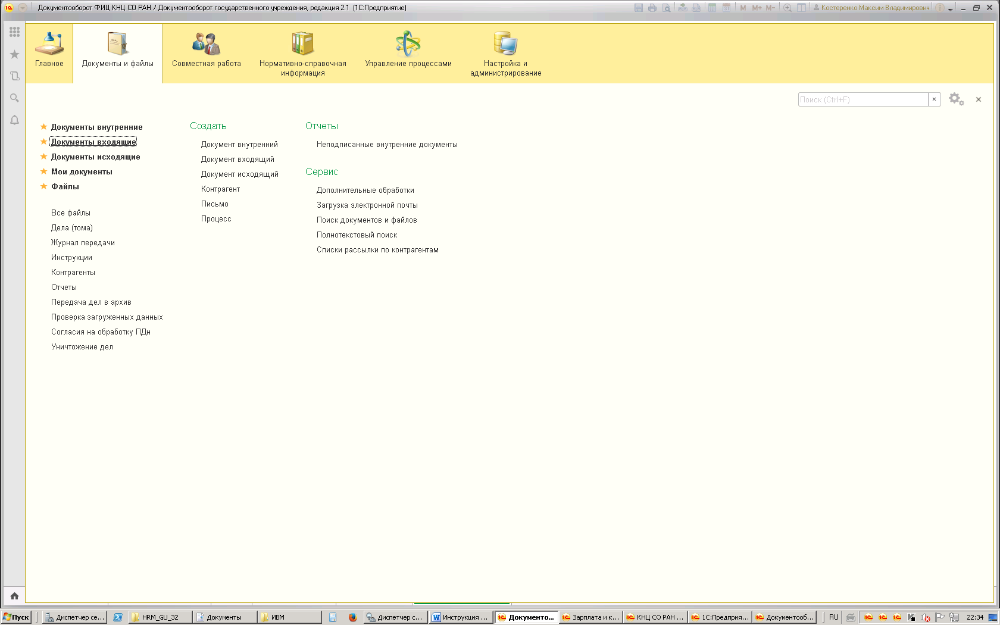 Документооборот ФИЦ КНЦ СО РАН / Документооборот государственного учреждения, редакция 2.1 (1С:Предприятие)
M M+ M-
Костеренко Максим Владимирович
Главное
Документы и файлы
Совместная работа
Нормативно-справочная
информация
Управление процессами
Настройка и
администрирование
Поиск (Ctrl+F)
Документы внутренние
Документы входящие
Документы исходящие
Мои документы
Файлы
Все файлы
Дела (тома)
Журнал передачи
Инструкции
Контрагенты
Отчеты
Передача дел в архив
Проверка загруженных данных
Согласия на обработку ПДн
Уничтожение дел
Создать
Документ внутренний
Документ входящий
Документ исходящий
Контрагент
Письмо
Процесс
Отчеты
Неподписанные внутренние документы
Сервис
Дополнительные обработки
Загрузка электронной почты
Поиск документов и файлов
Полнотекстовый поиск
Списки рассылки по контрагентам
Пуск
Диспетчер се...
HRM_GU_32
Документы
ИВМ
Диспетчер с...
Инструкция ...
Документо...
Зарплата и к...
КНЦ СО РАН ...
1С:Предприя...
Документооб...
RU
22:34